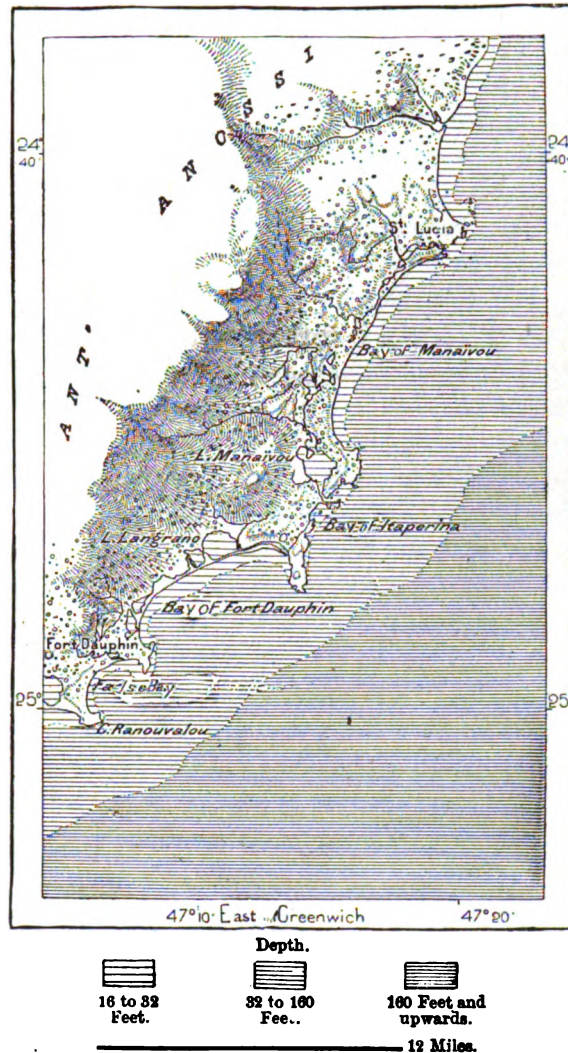 ANT'ANOSSI
24°
40'
24°
40'
St. Lucia
Bay of Manaïvou
L. Manaïvou
Bay of Itaperina
L. Langrano
Bay of Fort Dauphin
Fort Dauphin
False Bay
25°
25°
C. Ranouvalou
47°10' East Greenwich 47°20'
Depth.
16 to 32
Feet.
32 to 160
Feet.
160 Feet and
upwards.
12 Miles.